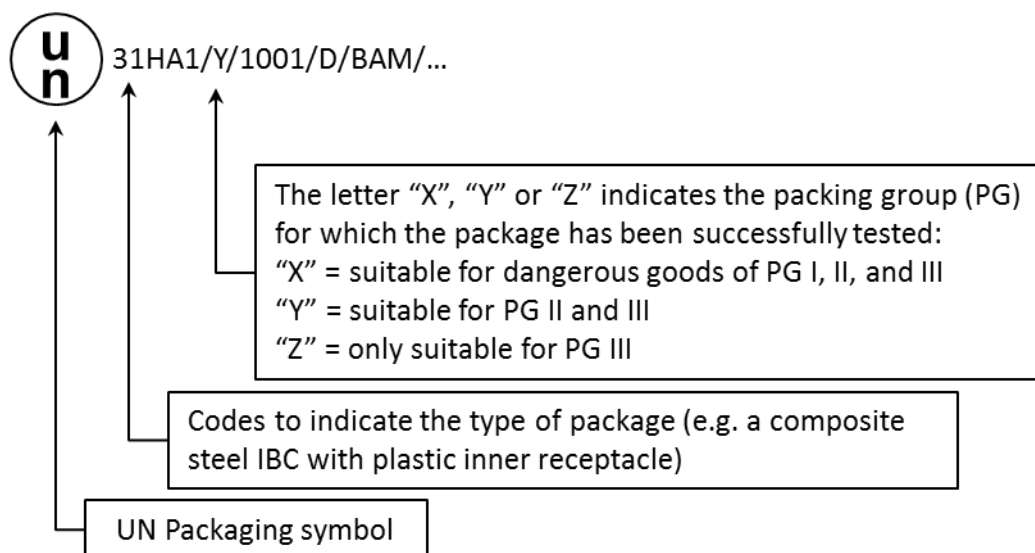 u
n
31HA1/Y/1001/D/BAM/...
The letter “X”, “Y” or “Z” indicates the packing group (PG)
for which the package has been successfully tested:
“X” = suitable for dangerous goods of PG I, II, and III
“Y” = suitable for PG II and III
“Z” = only suitable for PG III
Codes to indicate the type of package (e.g. a composite
steel IBC with plastic inner receptacle)
UN Packaging symbol